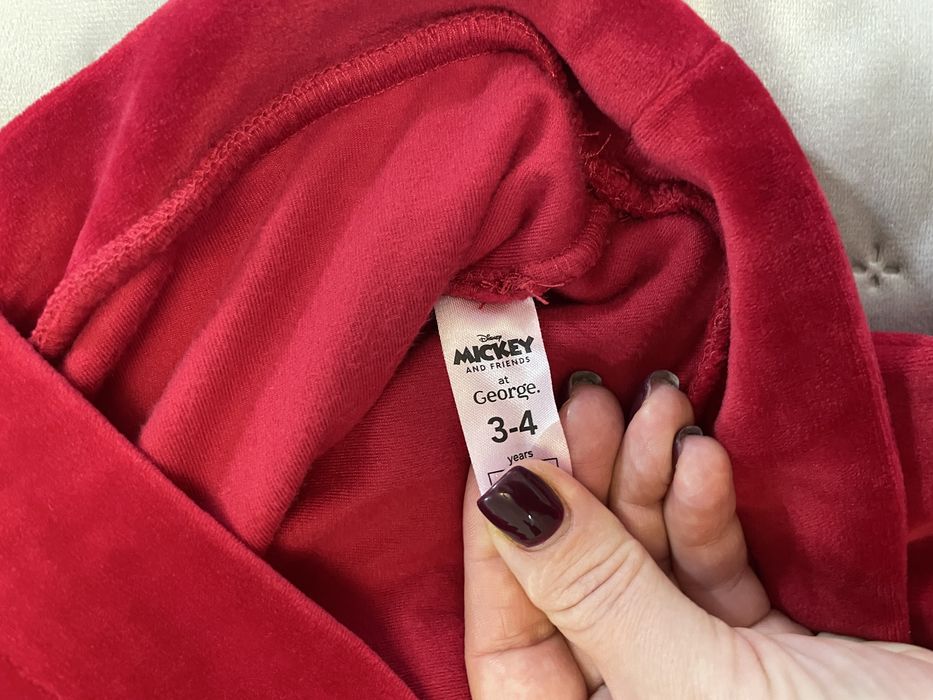 Disney
MICKEY
AND FRIENDS
at
George.
3-4
years